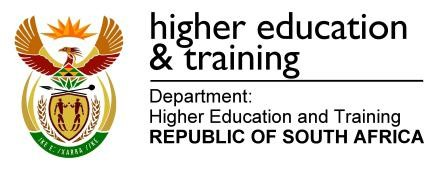 higher education
& training
Department:
Higher Education and Training
REPUBLIC OF SOUTH AFRICA